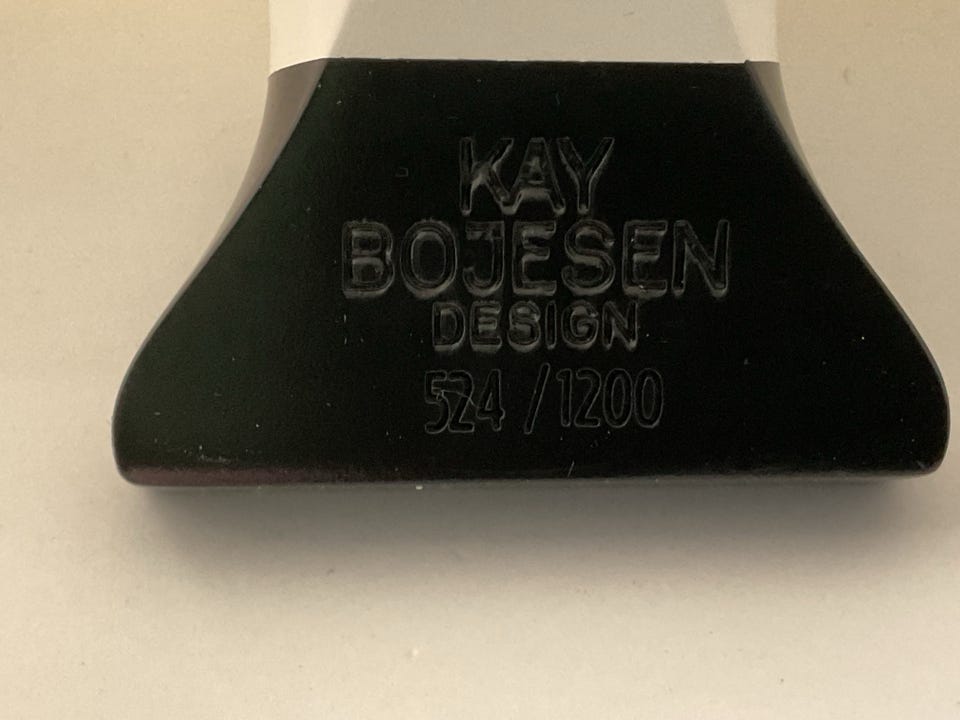 KAY
BOJESEN
DESIGN
524 / 1200